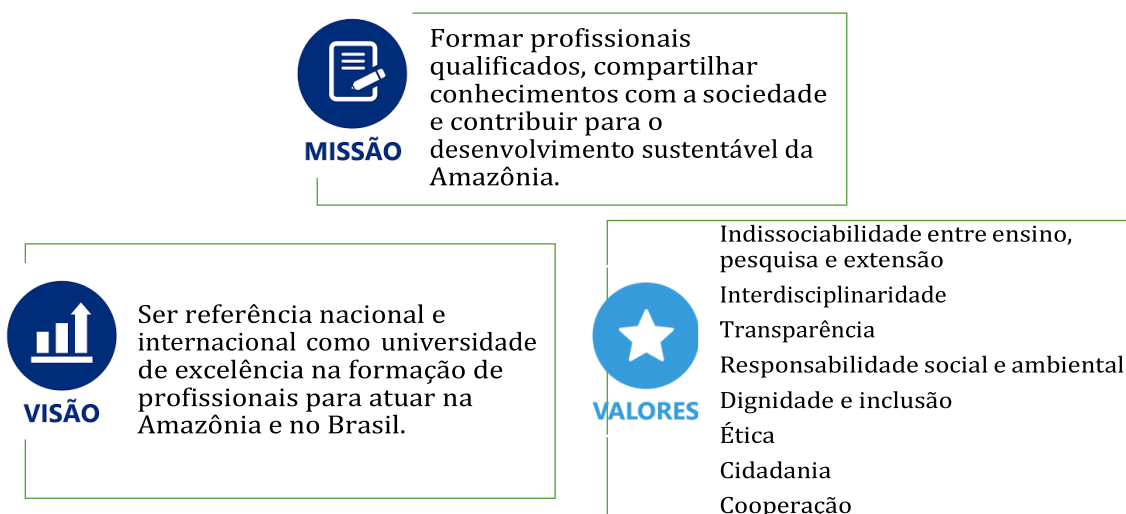 Formar profissionais
qualificados, compartilhar
conhecimentos com a sociedade
e contribuir para o
desenvolvimento sustentável da
Amazônia.
MISSÃO
Ser referência nacional e
internacional como universidade
de excelência na formação de
profissionais para atuar na
Amazônia e no Brasil.
VISÃO
Indissociabilidade entre ensino,
pesquisa e extensão
Interdisciplinaridade
Transparência
Responsabilidade social e ambiental
Dignidade e inclusão
Ética
Cidadania
Cooperação
VALORES